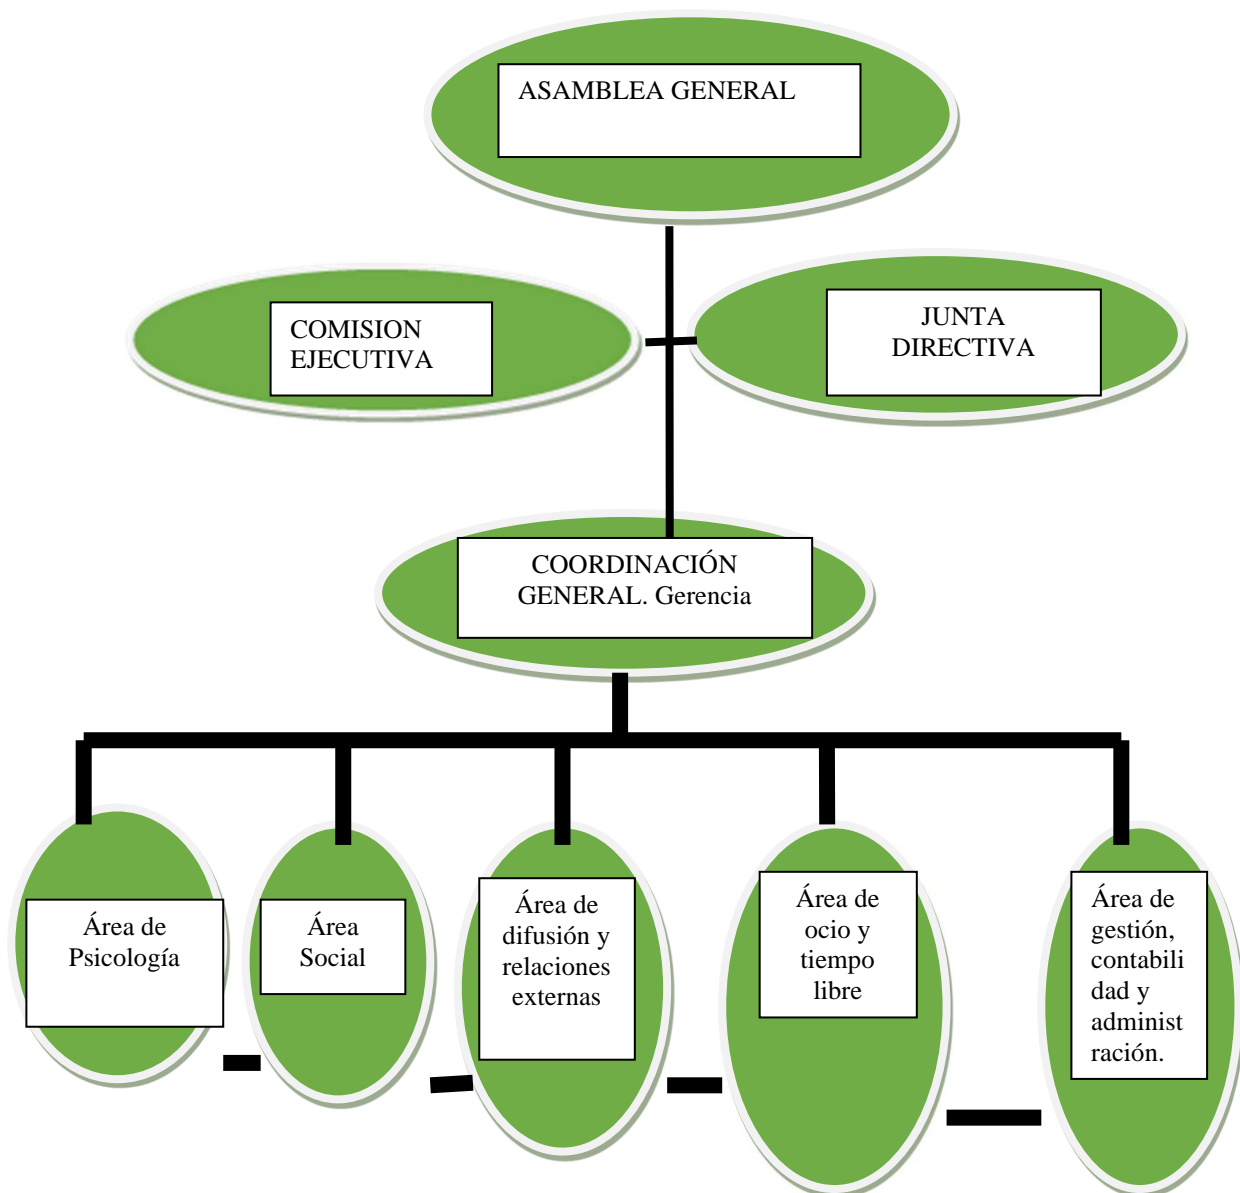 ASAMBLEA GENERAL
COMISION
EJECUTIVA
JUNTA
DIRECTIVA
COORDINACIÓN
GENERAL. Gerencia
Área de
Psicología
Área
Social
Área de
difusión y
relaciones
externas
Área de
ocio y
tiempo
libre
Área de
gestión,
contabili
dad y
administ
ración.